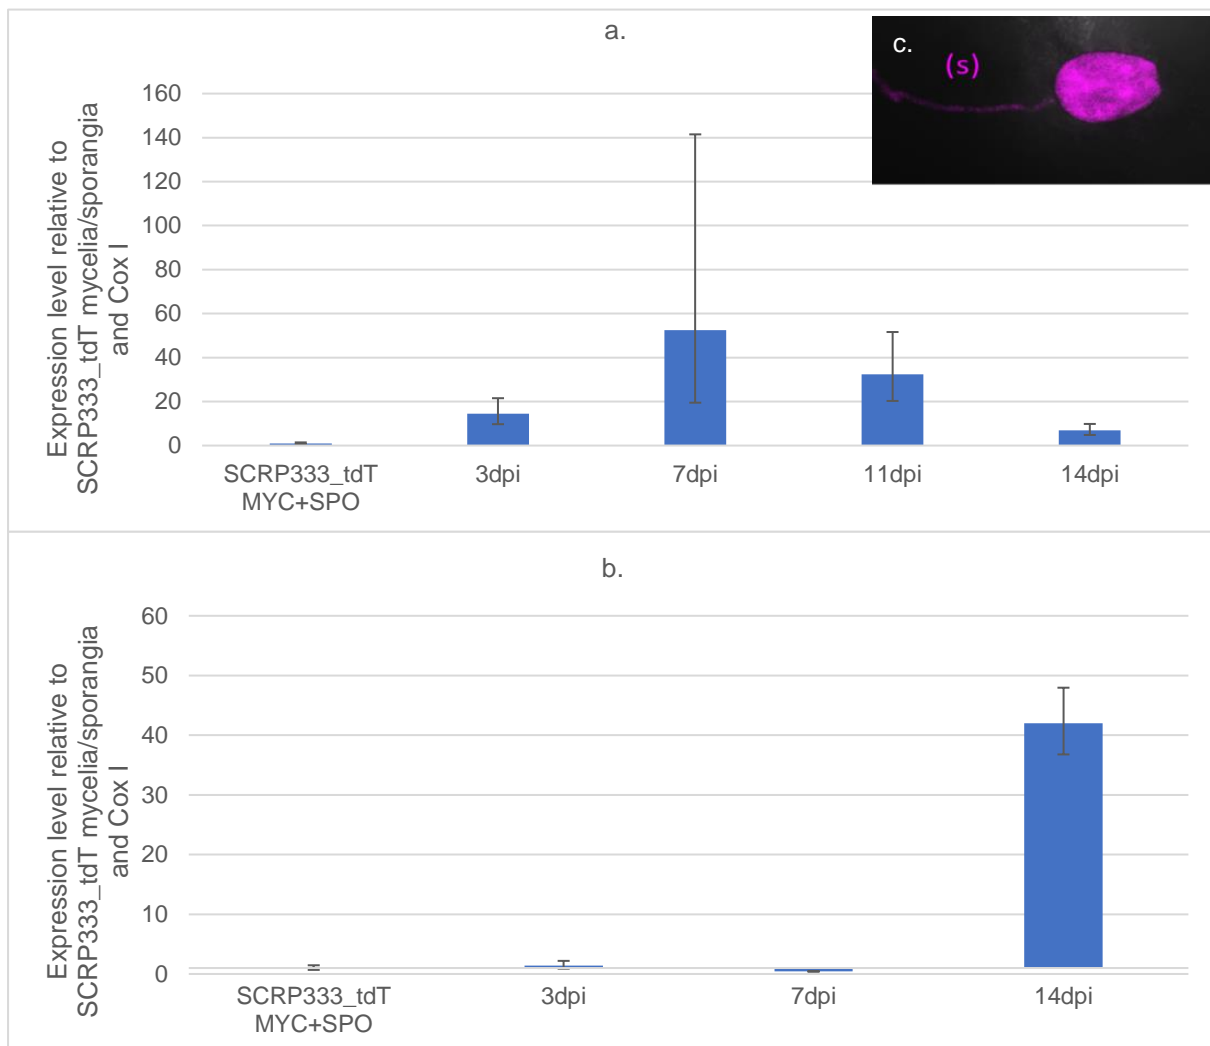 a.
c.
(s)
Expression level relative to
SCRP333_tdT mycelia/sporangia
and Cox I
160
140
120
100
80
60
40
20
0
SCRP333_tdT
MYC+SPO
3dpi
7dpi
11dpi
14dpi
b.
Expression level relative to
SCRP333_tdT mycelia/sporangia
and Cox I
60
50
40
30
20
10
0
SCRP333_tdT
MYC+SPO
3dpi
7dpi
14dpi